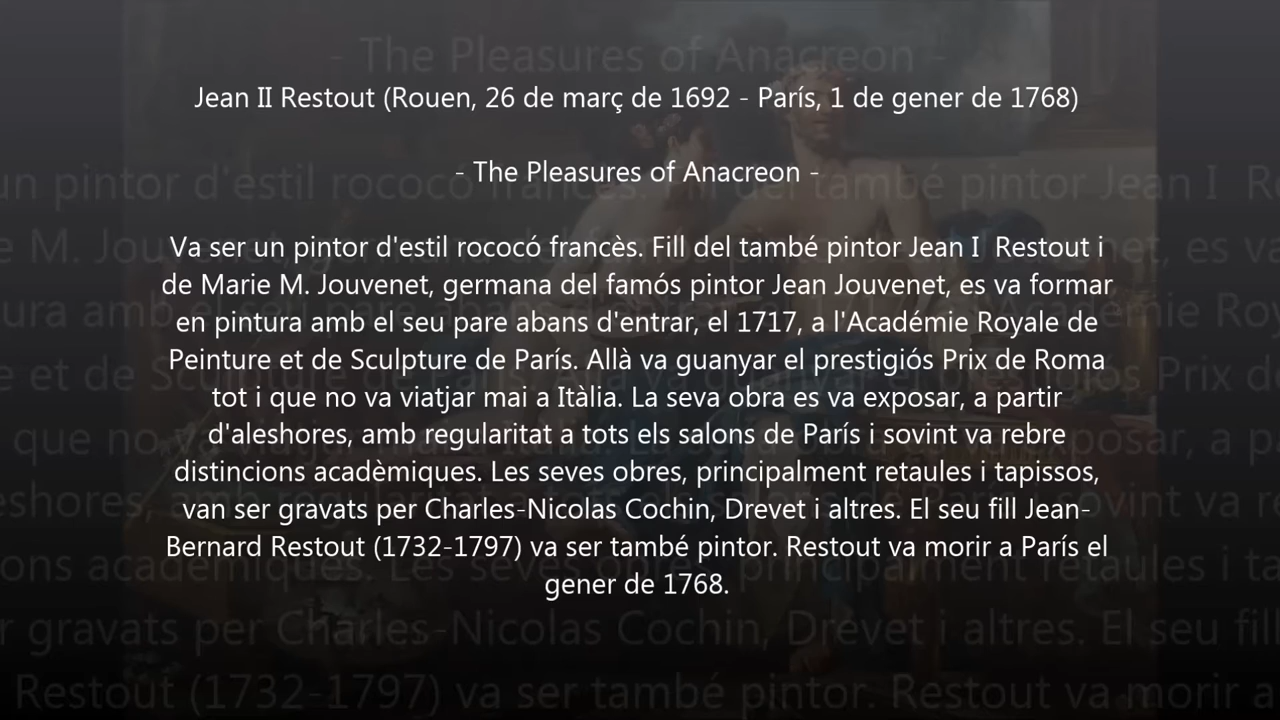 Jean II Restout (Rouen, 26 de març de 1692 - París, 1 de gener de 1768)
- The Pleasures of Anacreon -
Va ser un pintor d'estil rococó francès. Fill del també pintor Jean I  Restout i
de Marie M. Jouvenet, germana del famós pintor Jean Jouvenet, es va formar
en pintura amb el seu pare abans d'entrar, el 1717, a l'Académie Royale de
Peinture et de Sculpture de París. Allà va guanyar el prestigiós Prix de Roma
tot i que no va viatjar mai a Itàlia. La seva obra es va exposar, a partir
d'aleshores, amb regularitat a tots els salons de París i sovint va rebre
distincions acadèmiques. Les seves obres, principalment retaules i tapissos,
van ser gravats per Charles-Nicolas Cochin, Drevet i altres. El seu fill Jean-
Bernard Restout (1732-1797) va ser també pintor. Restout va morir a París el
gener de 1768.